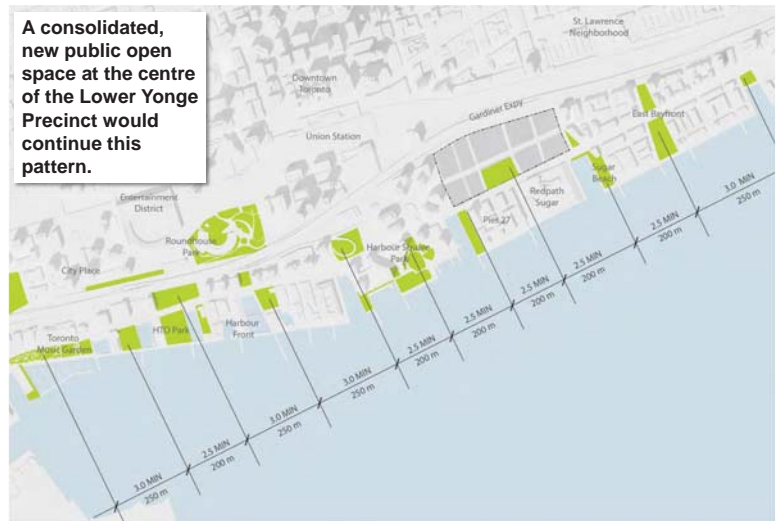 A consolidated,
new public open
space at the centre
of the Lower Yonge
Precinct would
continue this
pattern.
St. Lawrence
Neighborhood
Downtown
Toronto
Gardiner Expy
East Bayfront
Union Station
Sugar
Beach
Redpath
Sugar
Pier 27
Entertainment
District
Roundhouse
Park
Harbour Square
Park
City Place
Harbour
Front
HTO Park
Toronto
Music Garden
3.0 MIN
250 m
2.5 MIN
200 m
3.0 MIN
250 m
3.0 MIN
250 m
2.5 MIN
200 m
2.5 MIN
200 m
2.5 MIN
200 m
2.5 MIN
200 m
2.5 MIN
200 m
3.0 MIN
250 m